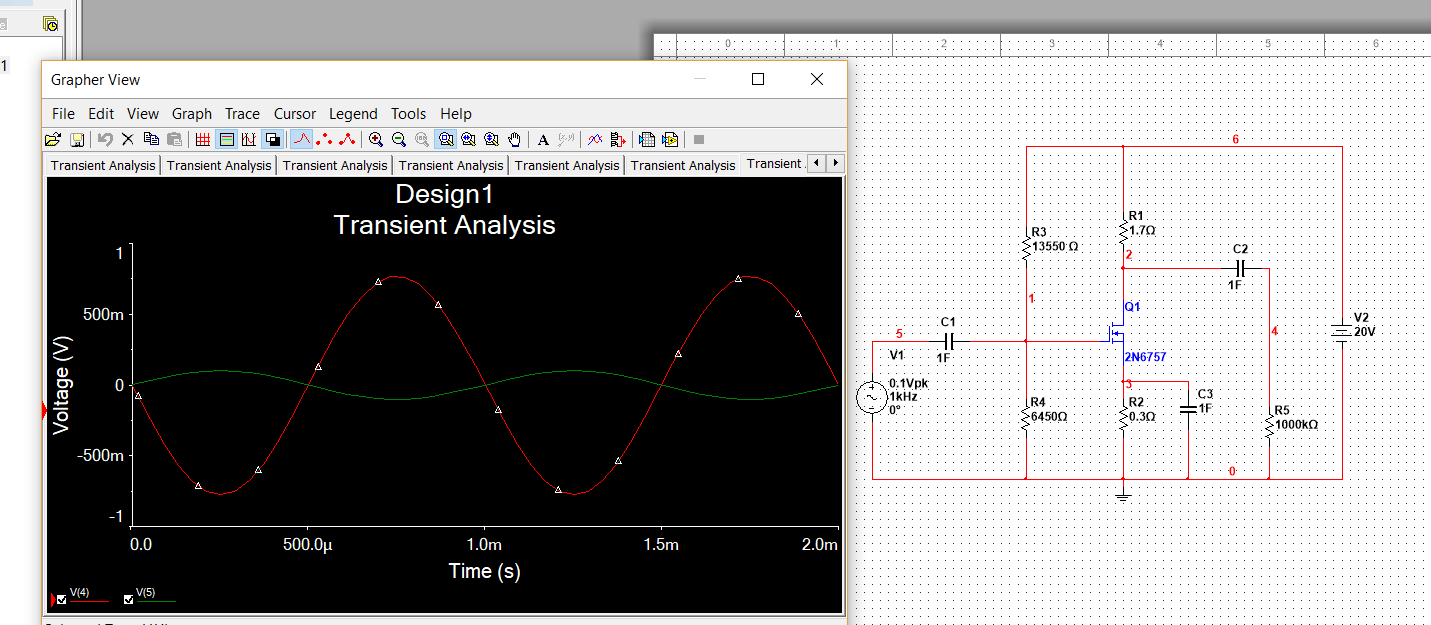 1
Grapher View
File Edit View Graph Trace Cursor Legend Tools Help
A
Transient Analysis Transient Analysis Transient Analysis Transient Analysis Transient Analysis Transient Analysis Transient
Design1
Transient Analysis
1
500m
0
-500m
-1
Voltage (V)
0.0 500.0µ 1.0m 1.5m 2.0m
Time (s)
V(4) V(5)
0 1 2 3 4 5 6
6
R3
13550 Ω
R1
1.7Ω
2
C2
1F
1
Q1
2N6757
5
C1
1F
V1
0.1Vpk
1kHz
0°
4
V2
20V
3
R4
6450Ω
R2
0.3Ω
C3
1F
R5
1000kΩ
0